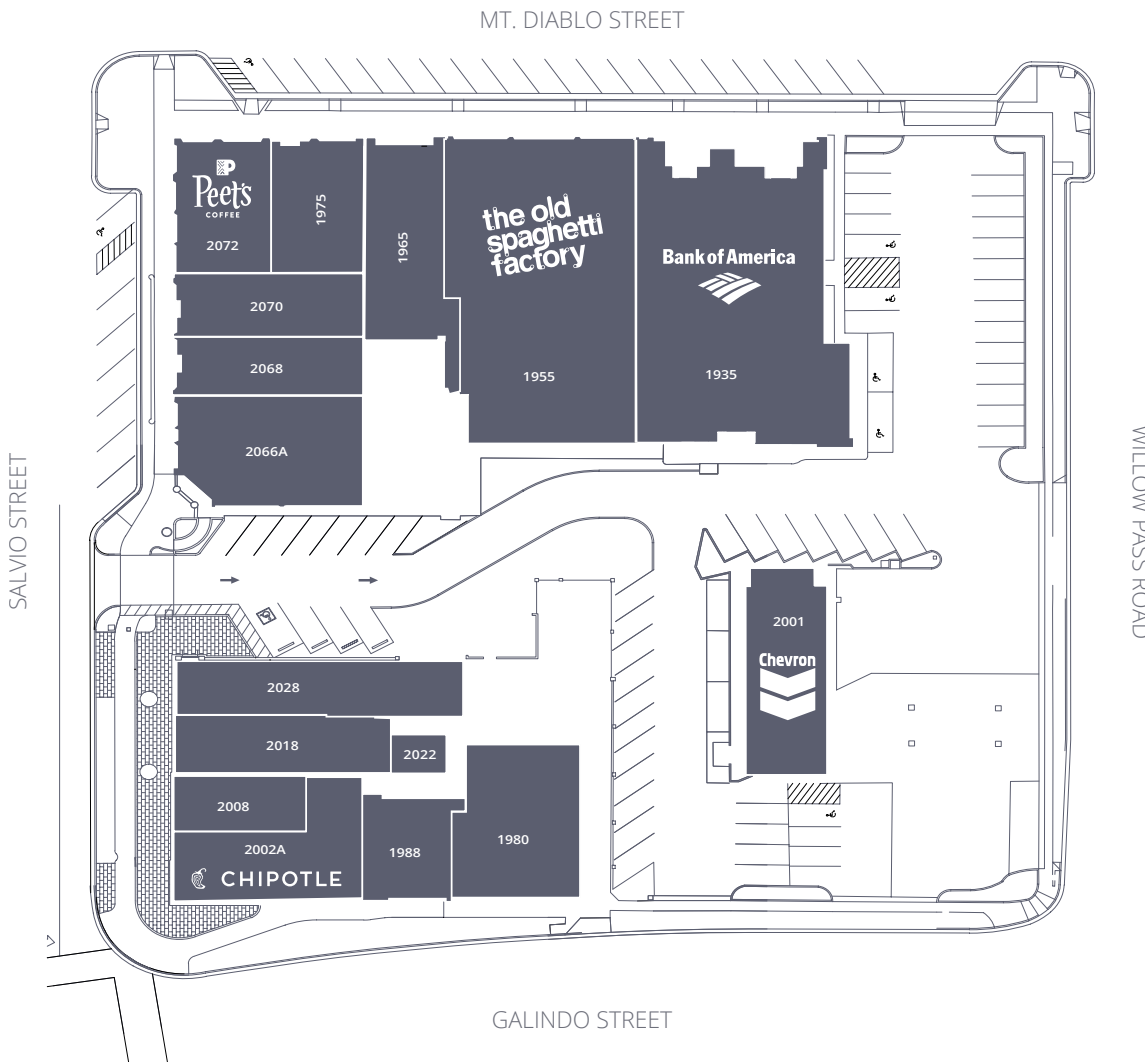 MT. DIABLO STREET
Peet's
COFFEE
2072
1975
1965
the old
spaghetti
factory
1955
Bank of America
1935
2070
2068
2066A
SALVIO STREET
WILLOW PASS ROAD
2001
Chevron
2028
2018
2022
2008
2002A
CHIPOTLE
1988
1980
GALINDO STREET